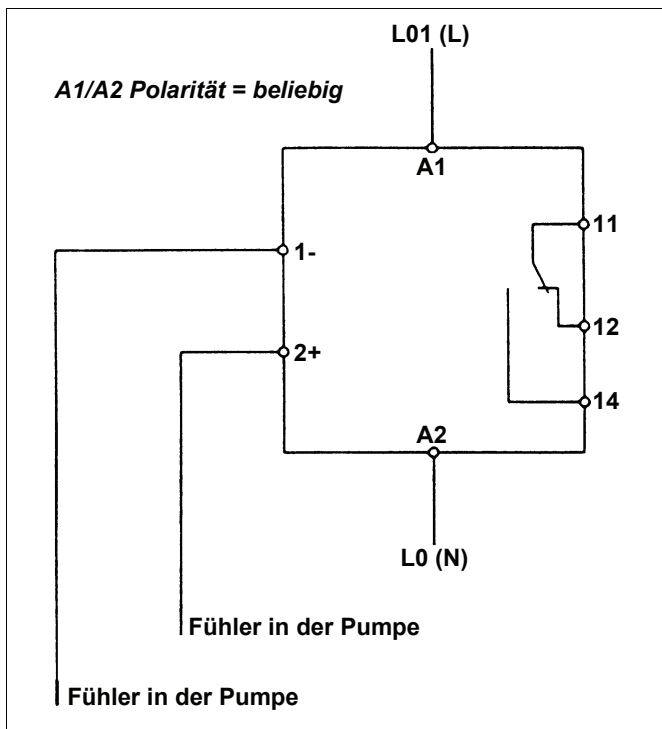 L01 (L)
A1/A2 Polarität = beliebig
A1
11
1-
12
2+
14
A2
L0 (N)
Fühler in der Pumpe
Fühler in der Pumpe